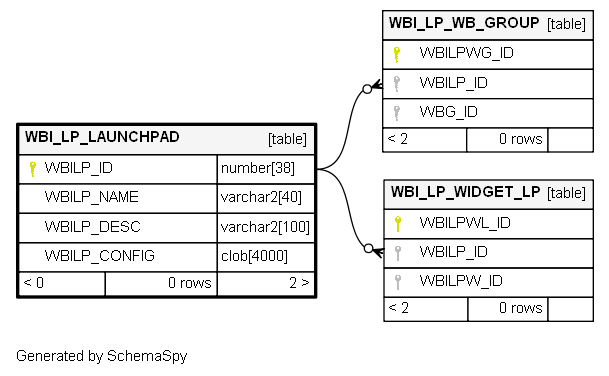 WBI_LP_WB_GROUP [table]
WBILPWG_ID
WBILP_ID
WBG_ID
< 2 0 rows
WBI_LP_LAUNCHPAD [table]
WBILP_ID number[38]
WBILP_NAME varchar2[40]
WBILP_DESC varchar2[100]
WBILP_CONFIG clob[4000]
< 0 0 rows 2 >
WBI_LP_WIDGET_LP [table]
WBILPWL_ID
WBILP_ID
WBILPW_ID
< 2 0 rows
Generated by SchemaSpy